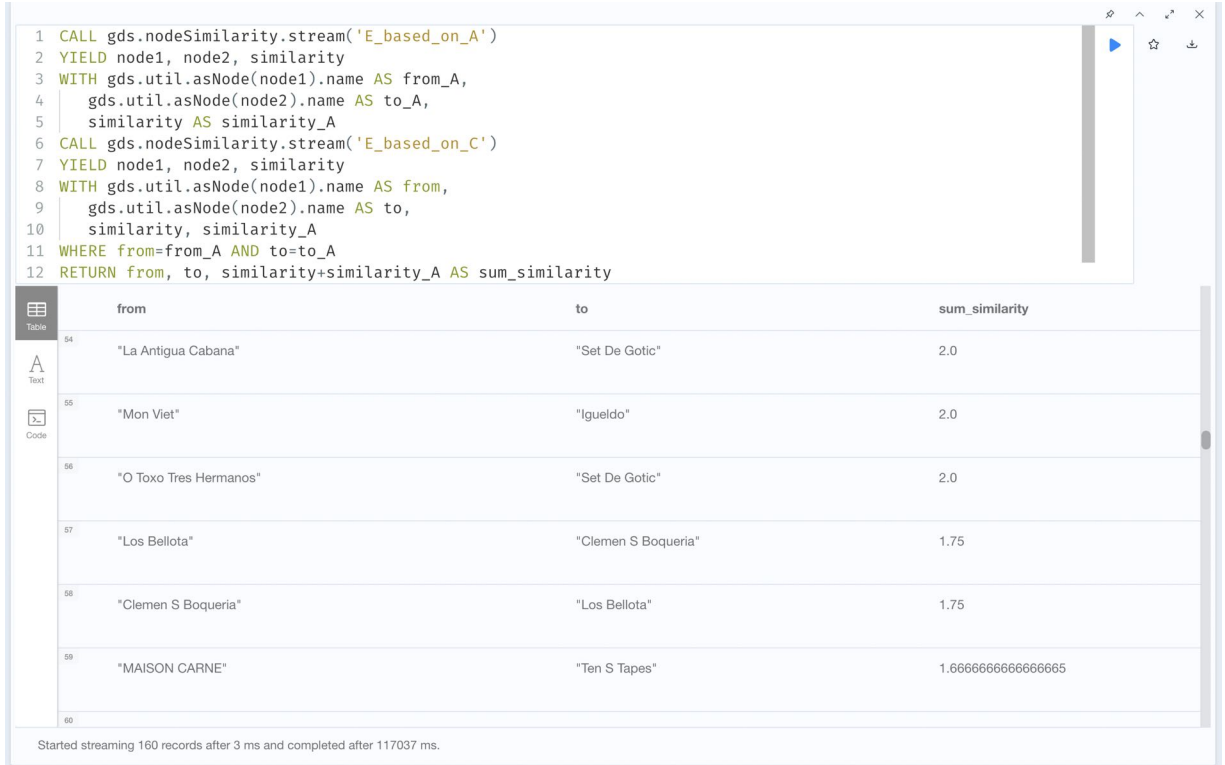 1 CALL gds.nodeSimilarity.stream('E_based_on_A')
2 YIELD node1, node2, similarity
3 WITH gds.util.asNode(node1).name AS from_A,
4 gds.util.asNode(node2).name AS to_A,
5 similarity AS similarity_A
6 CALL gds.nodeSimilarity.stream('E_based_on_C')
7 YIELD node1, node2, similarity
8 WITH gds.util.asNode(node1).name AS from,
9 gds.util.asNode(node2).name AS to,
10 similarity, similarity_A
11 WHERE from=from_A AND to=to_A
12 RETURN from, to, similarity+similarity_A AS sum_similarity
Table
A
Text
Code
from to sum_similarity
54 "La Antigua Cabana" "Set De Gotic" 2.0
55 "Mon Viet" "Igueldo" 2.0
56 "O Toxo Tres Hermanos" "Set De Gotic" 2.0
57 "Los Bellota" "Clemen S Boqueria" 1.75
58 "Clemen S Boqueria" "Los Bellota" 1.75
59 "MAISON CARNE" "Ten S Tapes" 1.6666666666666665
60
Started streaming 160 records after 3 ms and completed after 117037 ms.